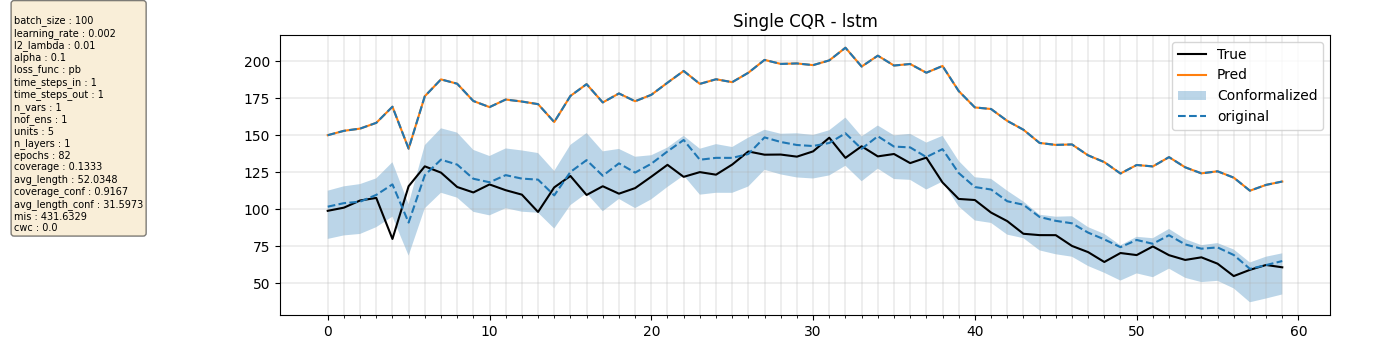 batch_size : 100
learning_rate : 0.002
l2_lambda : 0.01
alpha : 0.1
loss_func : pb
time_steps_in : 1
time_steps_out : 1
n_vars : 1
nof_ens : 1
units : 5
n_layers : 1
epochs : 82
coverage : 0.1333
avg_length : 52.0348
coverage_conf : 0.9167
avg_length_conf : 31.5973
mis : 431.6329
cwc : 0.0
Single CQR - lstm
True
Pred
Conformalized
original
200
175
150
125
100
75
50
0 10 20 30 40 50 60